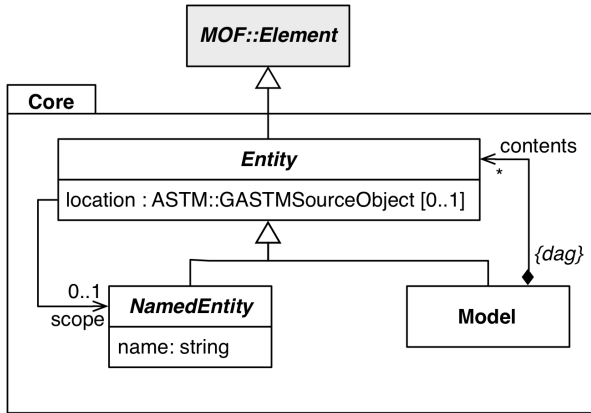 MOF::Element
Core
Entity
contents
*
location : ASTM::GASTMSourceObject [0..1]
{dag}
0..1
scope
NamedEntity
name: string
Model